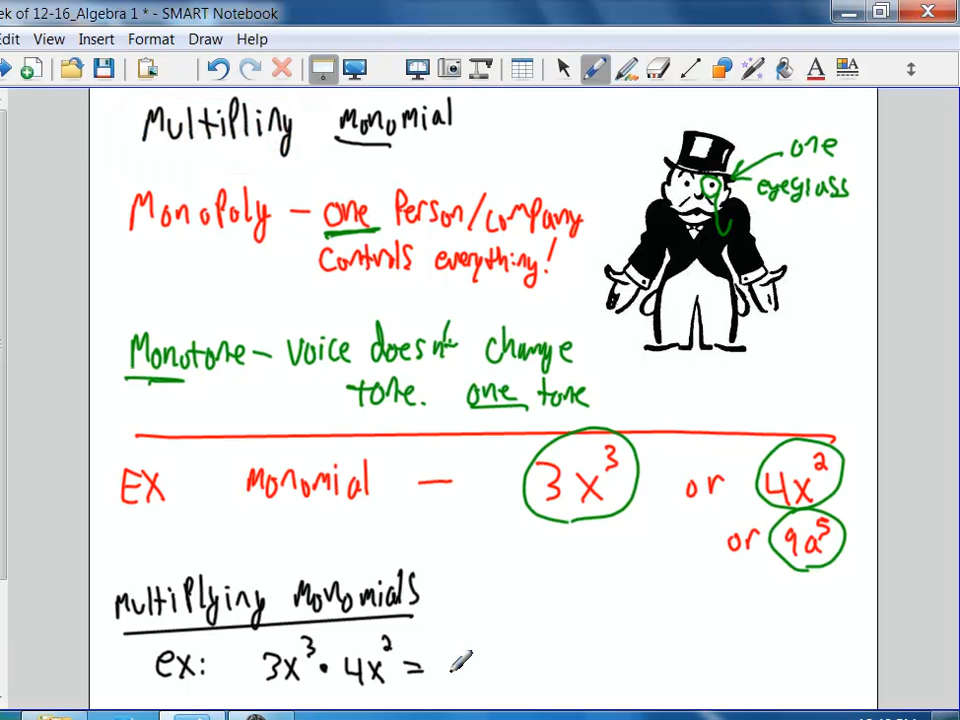 ek of 12-16_Algebra 1 * - SMART Notebook
Edit View Insert Format Draw Help
Multipling monomial
one
eyeglass
Monopoly - one Person/company
controls everything!
Monotone - voice doesn't change
tone. one tone
EX Monomial - 3x³ or 4x²
or 9a⁵
Multiplying Monomials
ex: 3x³ • 4x² =